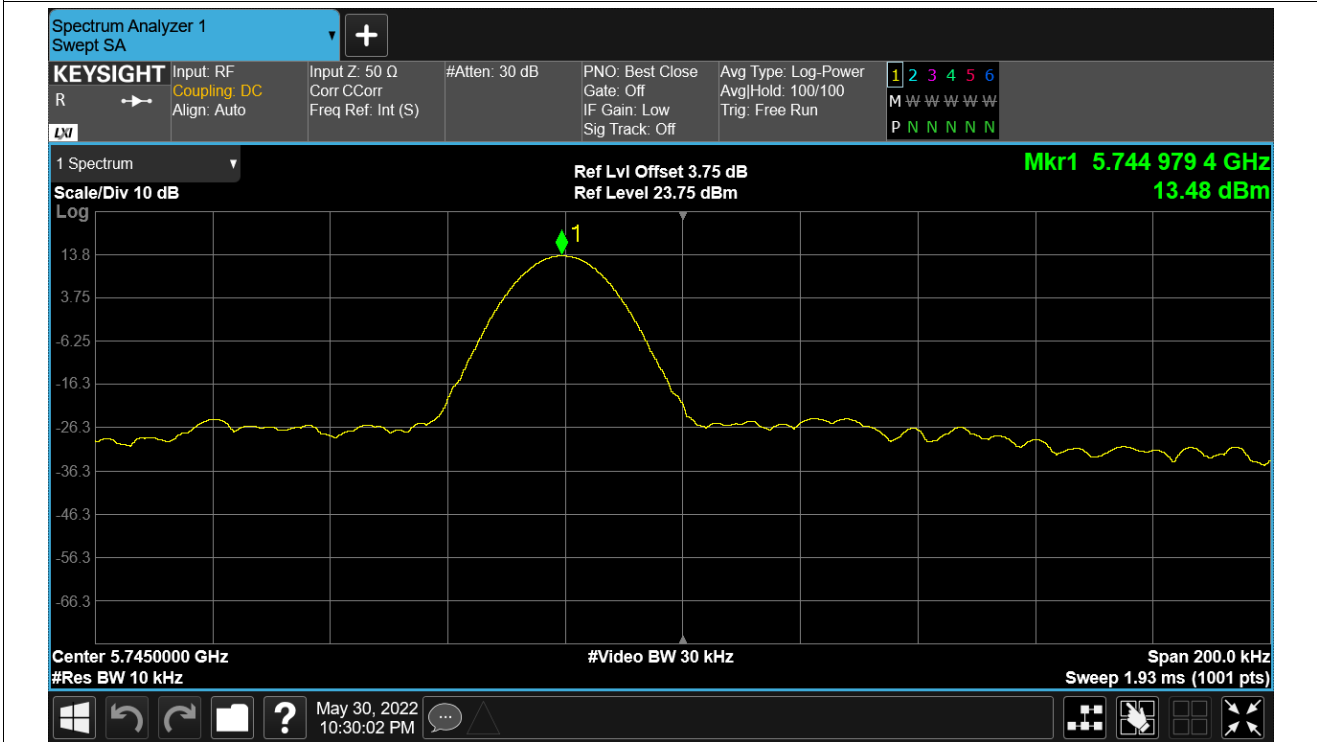 Spectrum Analyzer 1
Swept SA
KEYSIGHT
R
LXI
Input: RF
Coupling: DC
Align: Auto
Input Z: 50 Ω
Corr CCorr
Freq Ref: Int (S)
#Atten: 30 dB
PNO: Best Close
Gate: Off
IF Gain: Low
Sig Track: Off
Avg Type: Log-Power
Avg|Hold: 100/100
Trig: Free Run
1 2 3 4 5 6
M W W W W W
P N N N N N
1 Spectrum
Scale/Div 10 dB
Ref Lvl Offset 3.75 dB
Ref Level 23.75 dBm
Mkr1 5.744 979 4 GHz
13.48 dBm
Log
1
13.8
3.75
-6.25
-16.3
-26.3
-36.3
-46.3
-56.3
-66.3
Center 5.7450000 GHz
#Video BW 30 kHz
Span 200.0 kHz
#Res BW 10 kHz
Sweep 1.93 ms (1001 pts)
?
May 30, 2022
10:30:02 PM